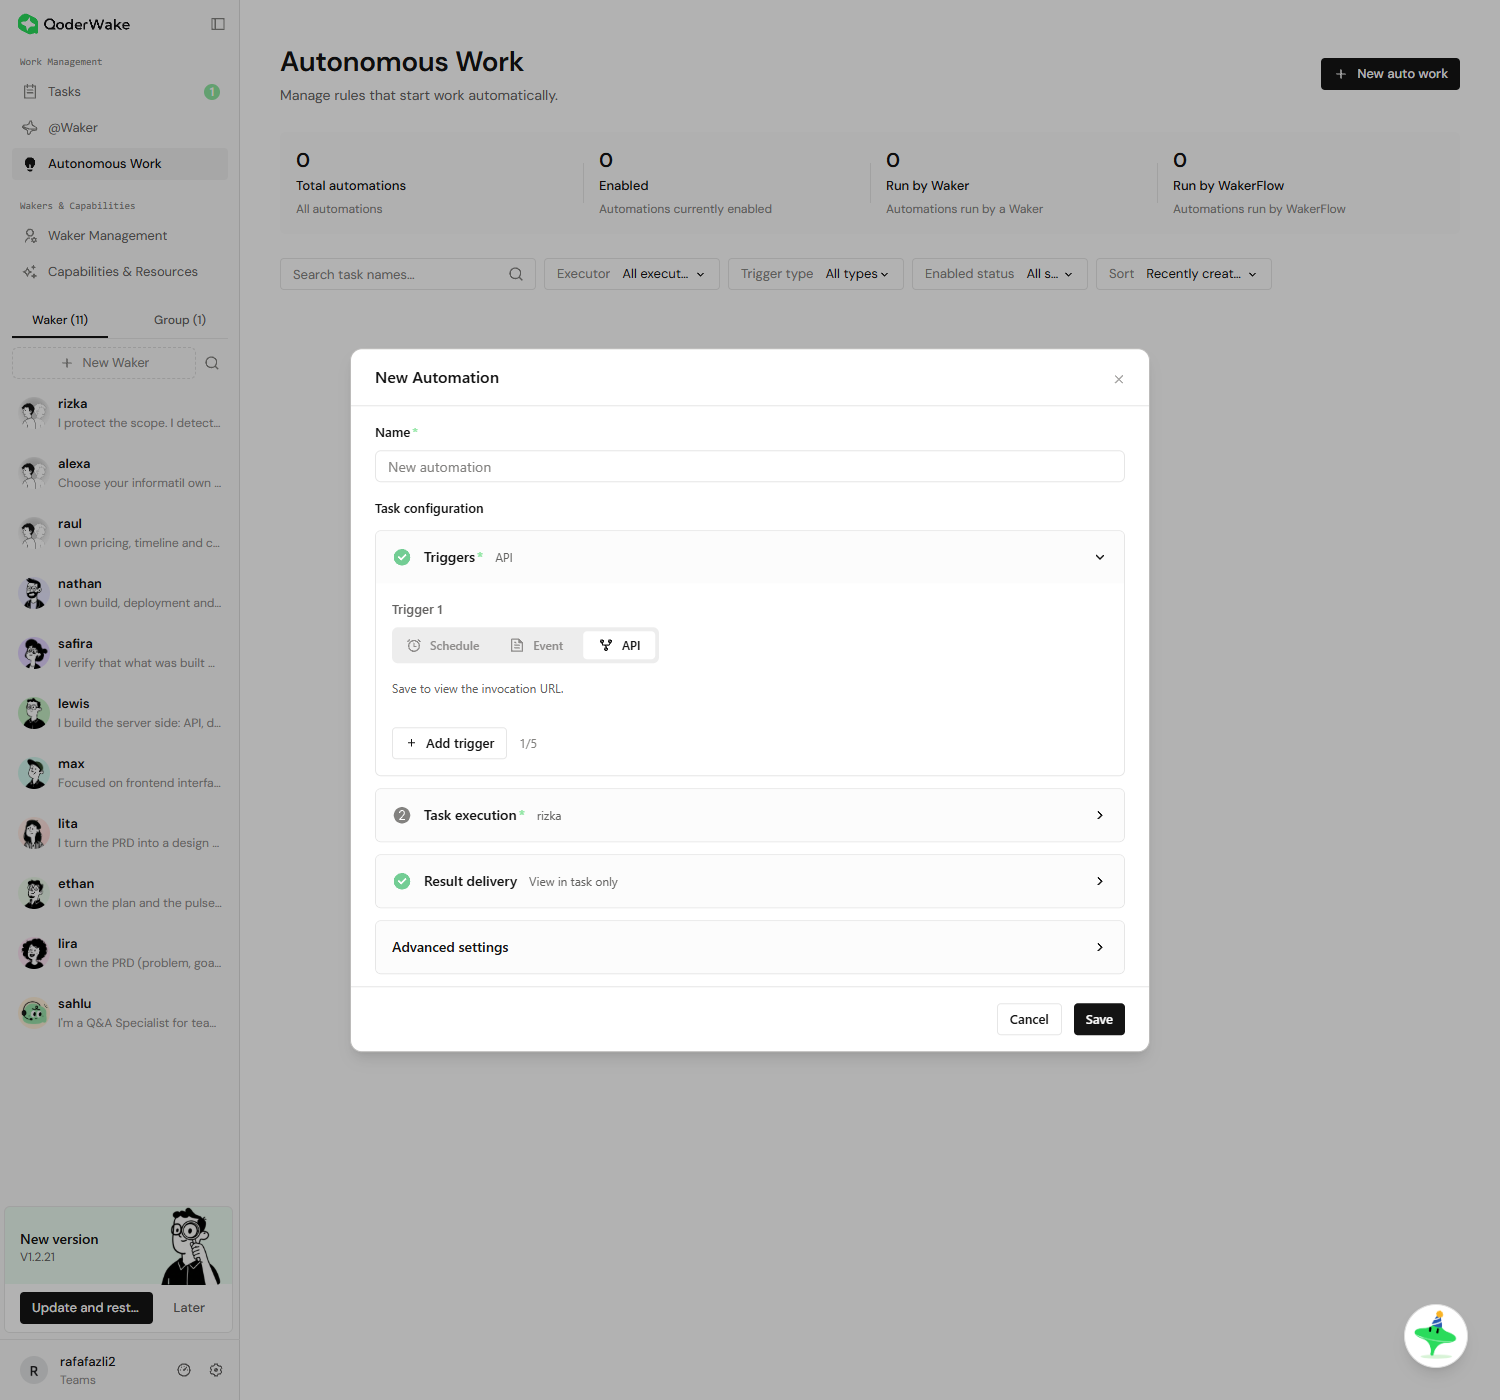 QoderWake
Work Management
Tasks
1
@Waker
Autonomous Work
Wakers & Capabilities
Waker Management
Capabilities & Resources
Waker (11)
Group (1)
+ New Waker
rizka
I protect the scope. I detect...
alexa
Choose your informatil own ...
raul
I own pricing, timeline and c...
nathan
I own build, deployment and...
safira
I verify that what was built ...
lewis
I build the server side: API, d...
max
Focused on frontend interfa...
lita
I turn the PRD into a design ...
ethan
I own the plan and the pulse...
lira
I own the PRD (problem, goa...
sahlu
I'm a Q&A Specialist for tea...
New version
V1.2.21
Update and rest...
Later
R
rafafazli2
Teams
Autonomous Work
Manage rules that start work automatically.
+ New auto work
0
Total automations
All automations
0
Enabled
Automations currently enabled
0
Run by Waker
Automations run by a Waker
0
Run by WakerFlow
Automations run by WakerFlow
Search task names...
Executor All execut...
Trigger type All types
Enabled status All s...
Sort Recently creat...
New Automation
Name*
New automation
Task configuration
Triggers* API
Trigger 1
Schedule
Event
API
Save to view the invocation URL.
+ Add trigger
1/5
2 Task execution* rizka
Result delivery View in task only
Advanced settings
Cancel
Save